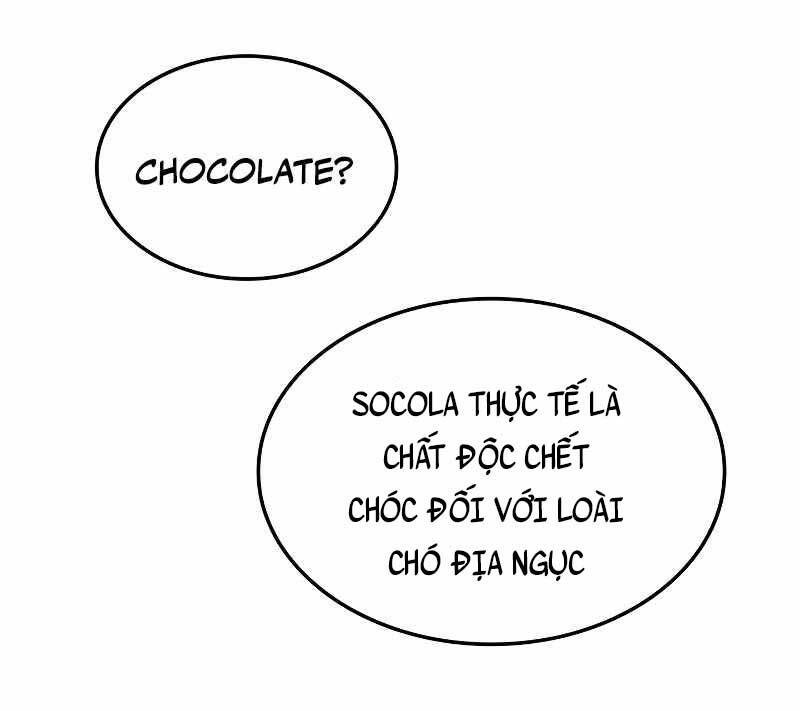 CHOCOLATE?
SOCOLA THỰC TẾ LÀ
CHẤT ĐỘC CHẾT
CHÓC ĐỐI VỚI LOÀI
CHÓ ĐỊA NGỤC